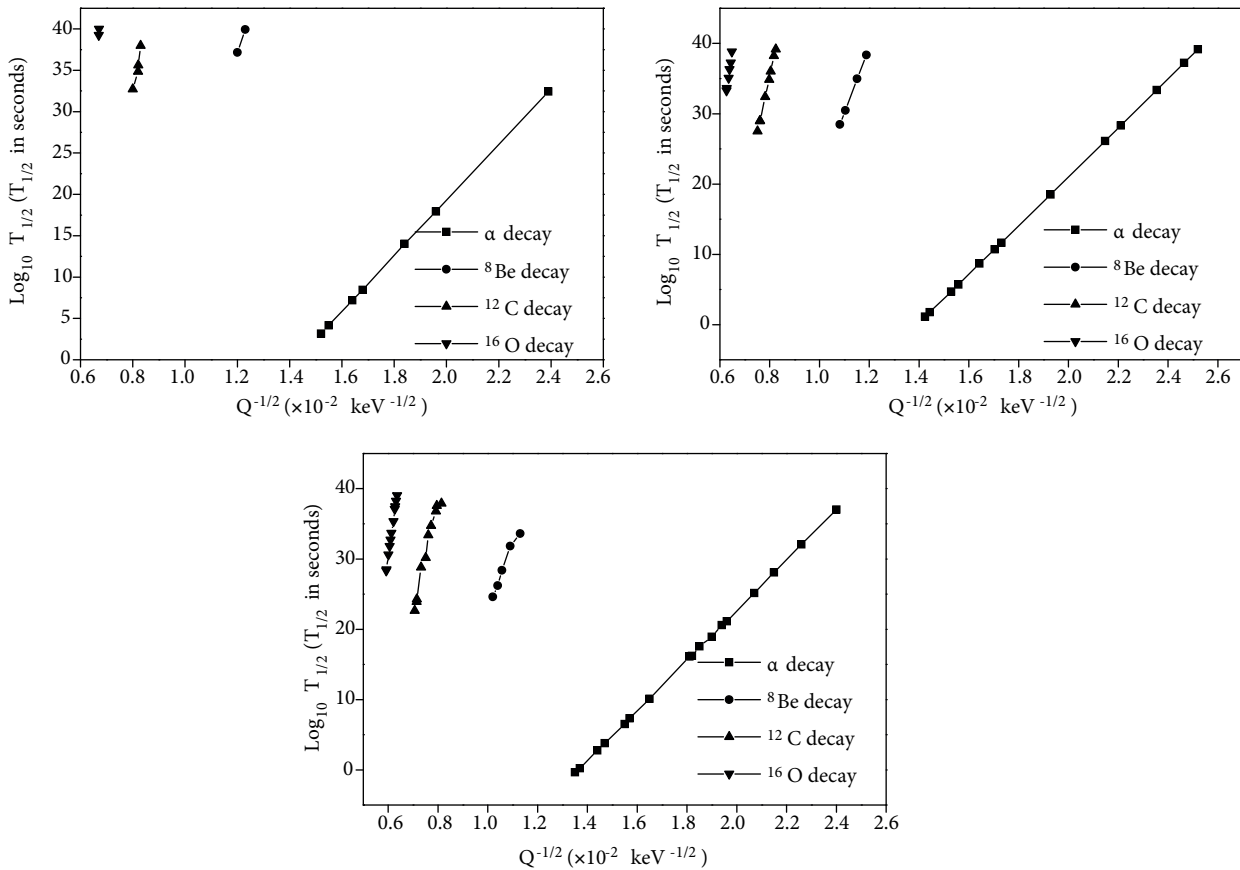 40
35
30
25
20
15
10
5
0
Log10 T1/2 (T1/2 in seconds)
α decay
8Be decay
12C decay
16O decay
0.6 0.8 1.0 1.2 1.4 1.6 1.8 2.0 2.2 2.4 2.6
Q-1/2 (×10-2 keV-1/2)
40
30
20
10
0
Log10 T1/2 (T1/2 in seconds)
α decay
8Be decay
12C decay
16O decay
0.6 0.8 1.0 1.2 1.4 1.6 1.8 2.0 2.2 2.4 2.6
Q-1/2 (×10-2 keV-1/2)
40
30
20
10
0
Log10 T1/2 (T1/2 in seconds)
α decay
8Be decay
12C decay
16O decay
0.6 0.8 1.0 1.2 1.4 1.6 1.8 2.0 2.2 2.4 2.6
Q-1/2 (×10-2 keV-1/2)